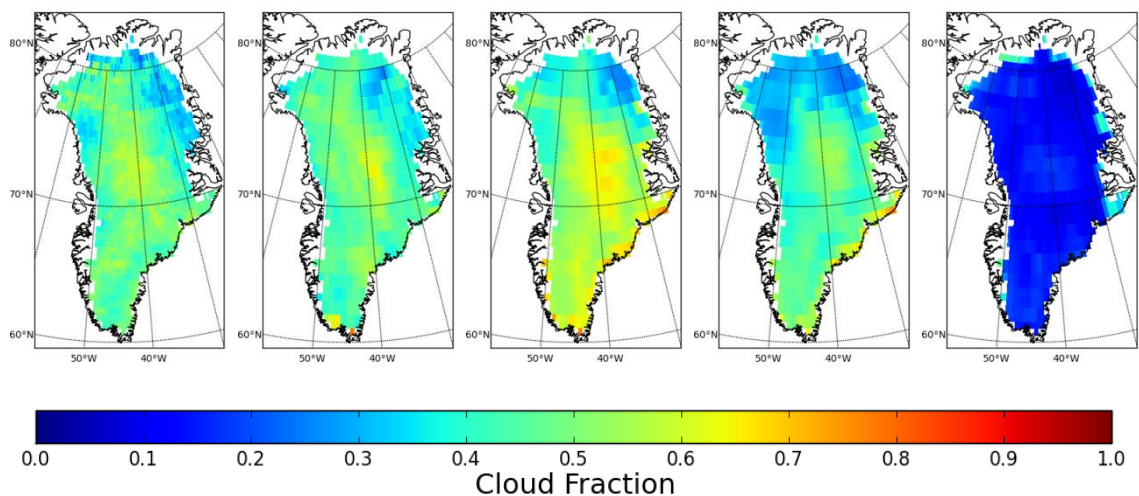 80°N 80°N 80°N 80°N 80°N
70°N 70°N 70°N 70°N 70°N
60°N 60°N 60°N 60°N 60°N
50°W 40°W 50°W 40°W 50°W 40°W 50°W 40°W 50°W 40°W
0.0 0.1 0.2 0.3 0.4 0.5 0.6 0.7 0.8 0.9 1.0
Cloud Fraction